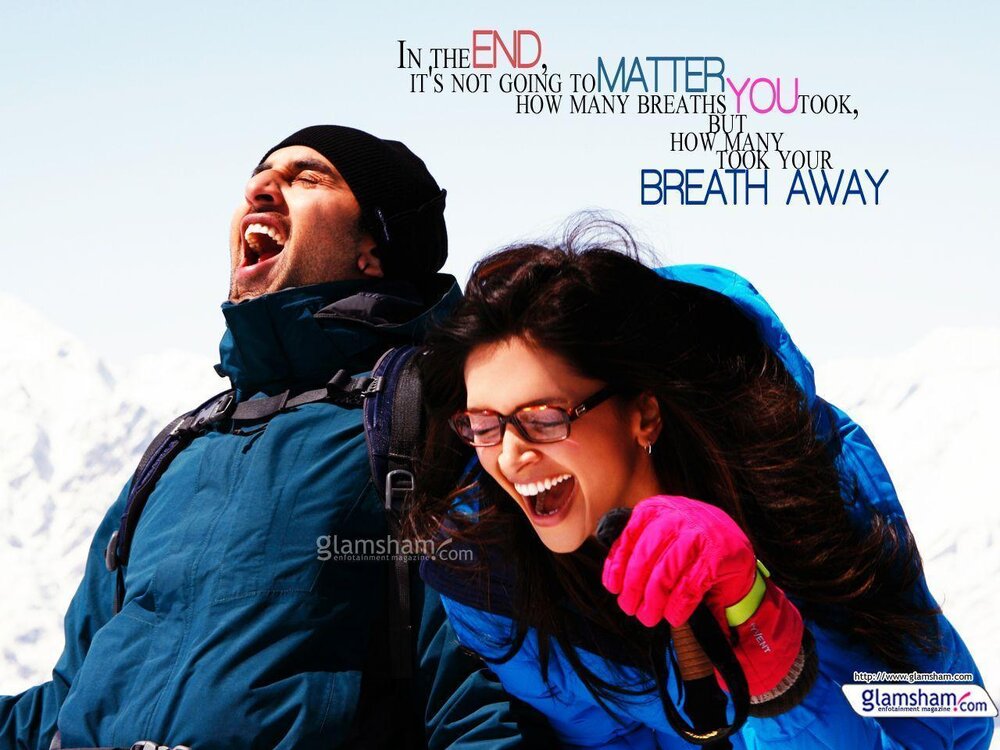 IN THE END,
IT'S NOT GOING TO MATTER
HOW MANY BREATHS YOU TOOK,
BUT
HOW MANY
TOOK YOUR
BREATH AWAY
glamsham.com
enfotainment magazine
YVENT
http://www.glamsham.com
glamsham.com
enfotainment magazine